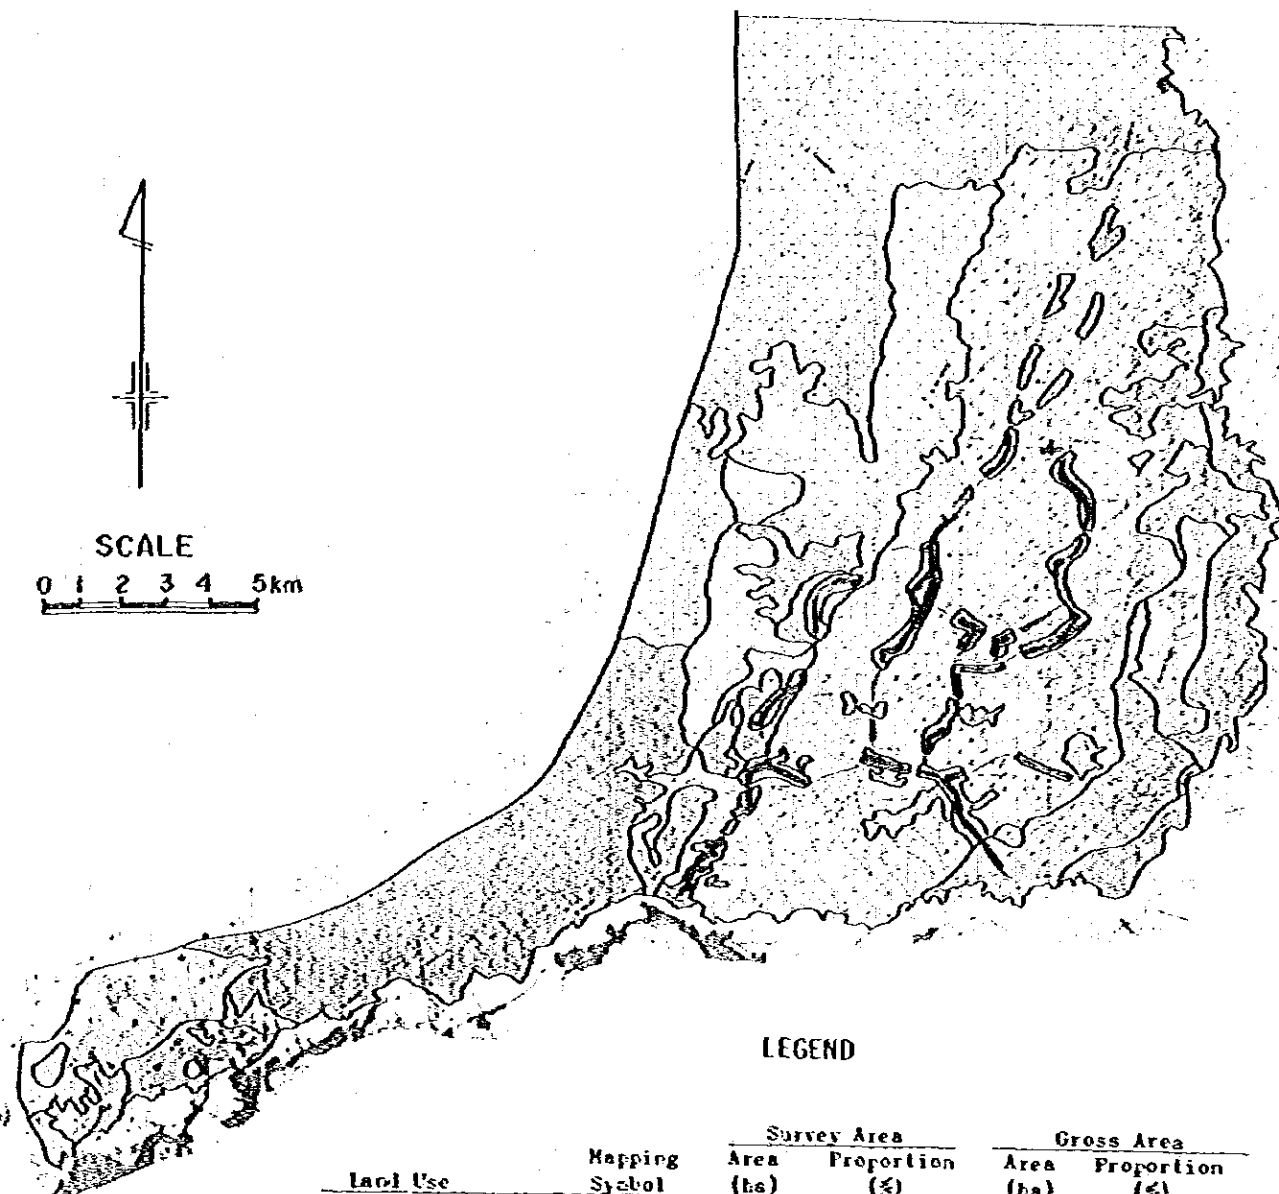 SCALE
0 1 2 3 4 5km
LEGEND
Survey Area Gross Area
Mapping Area Proportion Area Proportion
Land Use Symbol (ha) (%) (ha) (%)